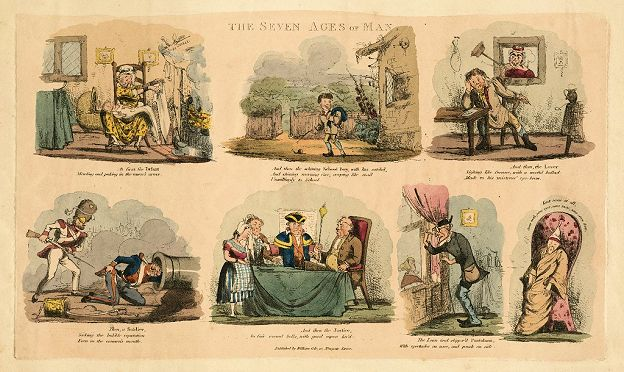 THE SEVEN AGES OF MAN
At first the Infant
Mewling and puking in the nurse's arms
And then the whining School boy, with his satchel,
And shining morning face, creeping like snail
Unwillingly to School
And then, the Lover
Sighing like furnace, with a woeful ballad
Made to his mistress' eye-brow.
Then, a Soldier,
Seeking the bubble reputation
Even in the cannon's mouth
And then the Justice,
In fair round belly, with good capon lin'd.
The Lean and slipper'd Pantaloon,
With spectacles on nose, and pouch on side
Last scene of all,
Published by William Cole